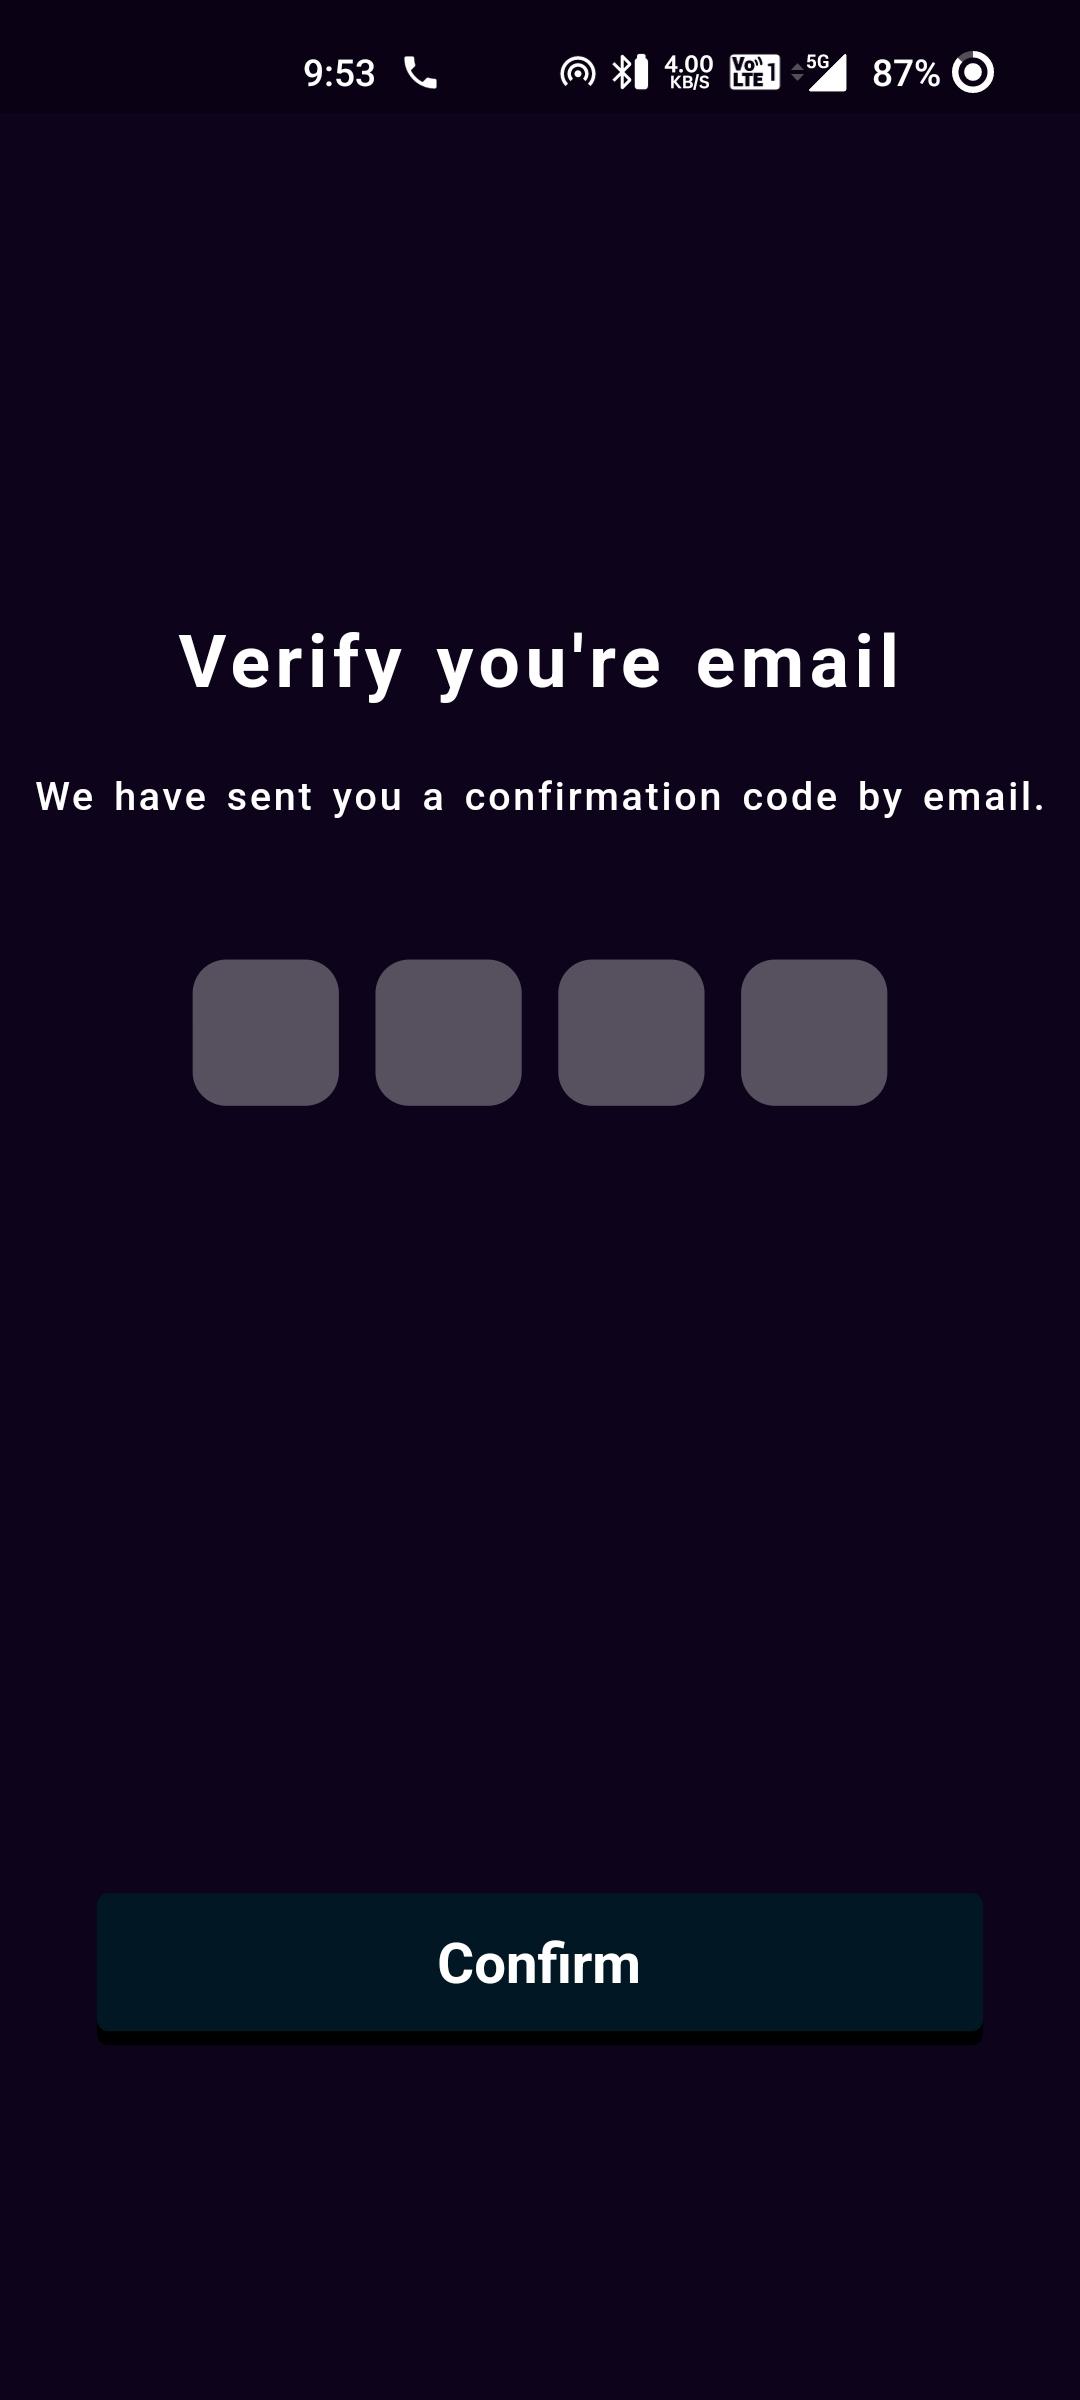 9:53 4.00 KB/S Vo LTE 1 5G 87%
Verify you're email
We have sent you a confirmation code by email.
Confirm